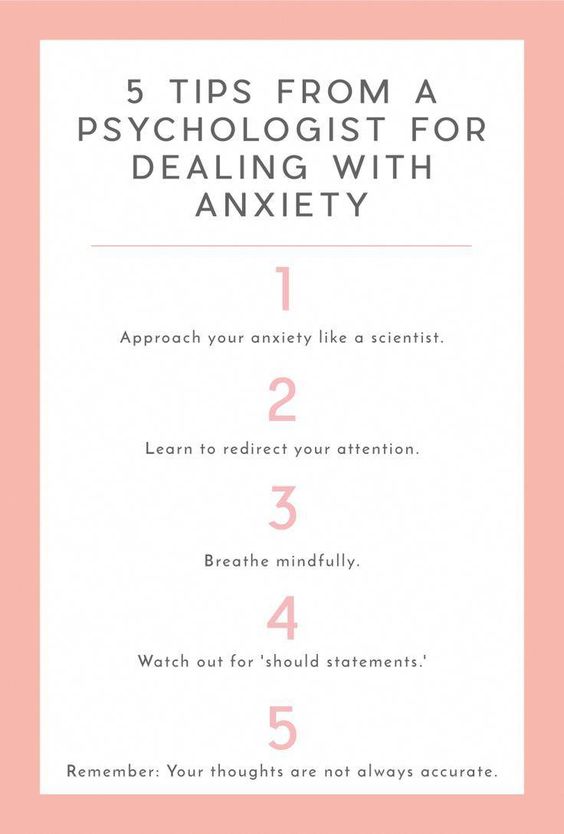 5 TIPS FROM A
PSYCHOLOGIST FOR
DEALING WITH
ANXIETY
1
Approach your anxiety like a scientist.
2
Learn to redirect your attention.
3
Breathe mindfully.
4
Watch out for 'should statements.'
5
Remember: Your thoughts are not always accurate.